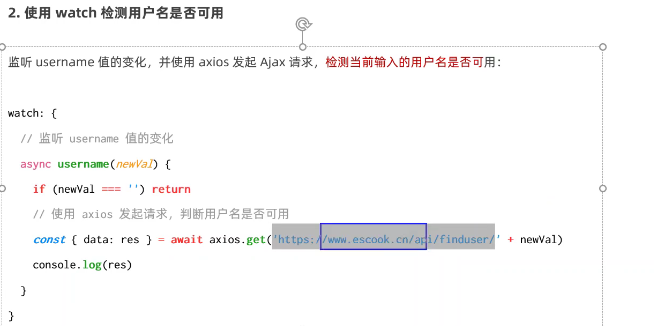 2. 使用 watch 检测用户名是否可用
监听 username 值的变化，并使用 axios 发起 Ajax 请求，检测当前输入的用户名是否可用：
watch: {
// 监听 username 值的变化
async username(newVal) {
if (newVal === '') return
// 使用 axios 发起请求，判断用户名是否可用
const { data: res } = await axios.get('https://www.escook.cn/api/finduser/' + newVal)
console.log(res)
}
}